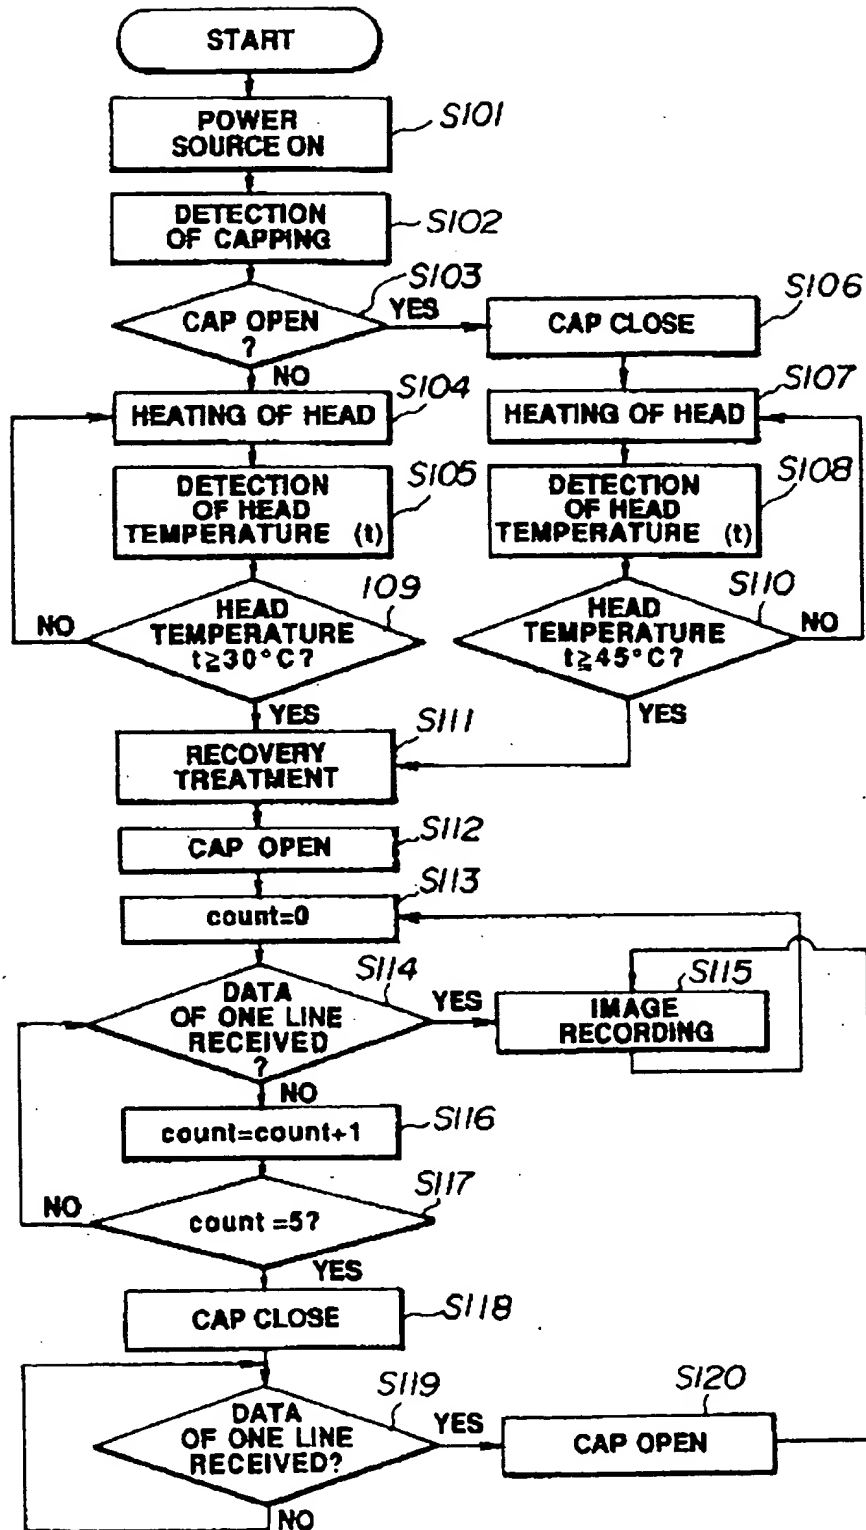 START
POWER
SOURCE ON
S101
DETECTION
OF CAPPING
S102
S103
CAP OPEN
?
YES
NO
CAP CLOSE
S106
S104
HEATING OF HEAD
S107
HEATING OF HEAD
S105
DETECTION
OF HEAD
TEMPERATURE (t)
S108
DETECTION
OF HEAD
TEMPERATURE (t)
109
HEAD
TEMPERATURE
t≧30°C?
NO
YES
S110
HEAD
TEMPERATURE
t≧45°C?
NO
YES
S111
RECOVERY
TREATMENT
S112
CAP OPEN
S113
count=0
S114
DATA
OF ONE LINE
RECEIVED
?
YES
NO
S115
IMAGE
RECORDING
count=count+1
S116
S117
count =5?
NO
YES
CAP CLOSE
S118
S119
DATA
OF ONE LINE
RECEIVED?
YES
NO
S120
CAP OPEN